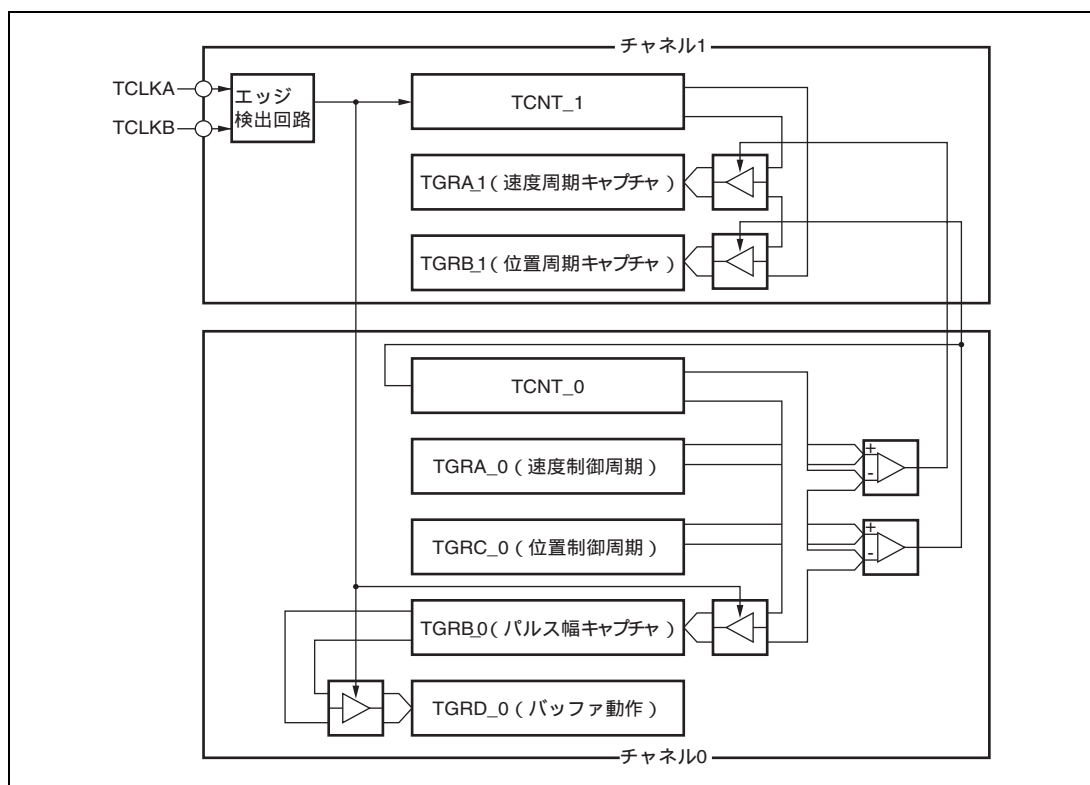 チャネル1
TCLKA
TCLKB
エッジ
検出回路
TCNT_1
TGRA_1（速度周期キャプチャ）
TGRB_1（位置周期キャプチャ）
TCNT_0
TGRA_0（速度制御周期）
+
-
TGRC_0（位置制御周期）
+
-
TGRB_0（パルス幅キャプチャ）
TGRD_0（バッファ動作）
チャネル0